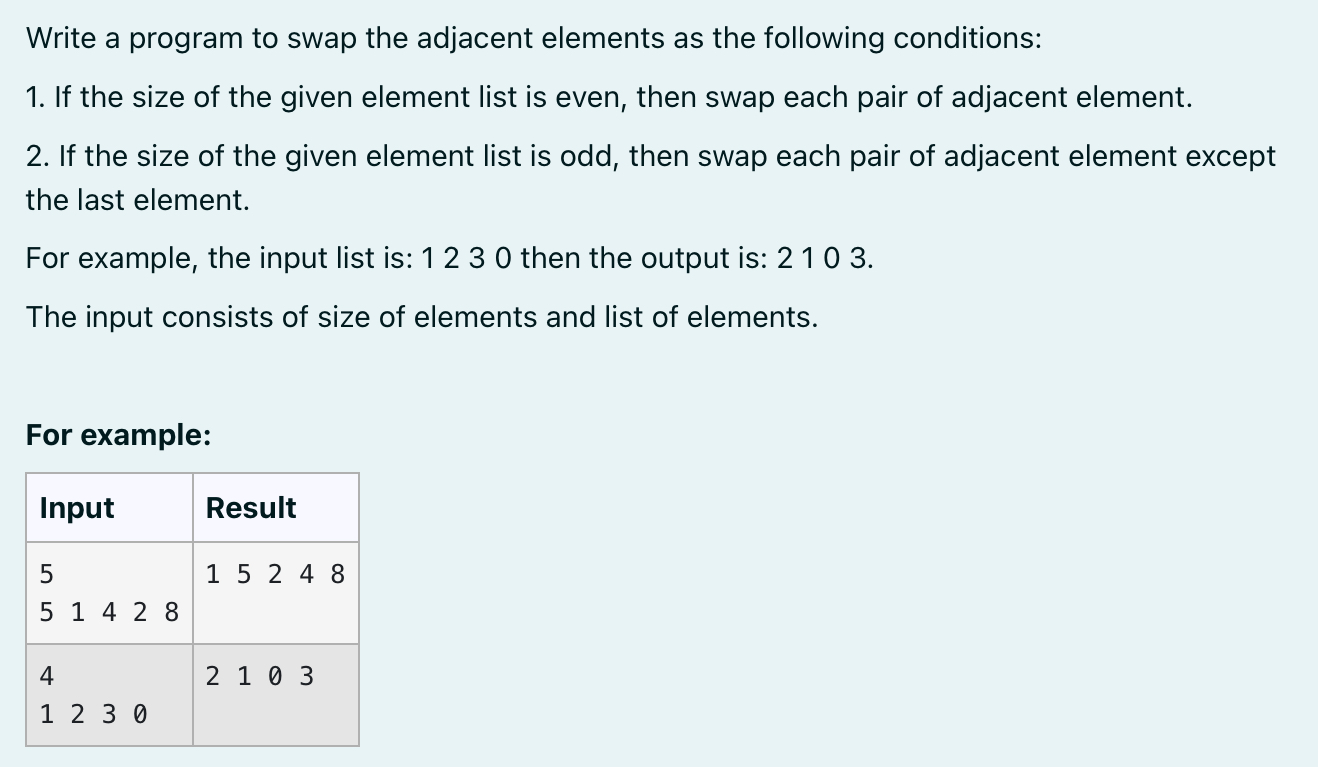 Write a program to swap the adjacent elements as the following conditions:
1. If the size of the given element list is even, then swap each pair of adjacent element.
2. If the size of the given element list is odd, then swap each pair of adjacent element except
the last element.
For example, the input list is: 1 2 3 0 then the output is: 2 1 0 3.
The input consists of size of elements and list of elements.
For example:
Input Result
5 1 5 2 4 8
5 1 4 2 8
4 2 1 0 3
1 2 3 0